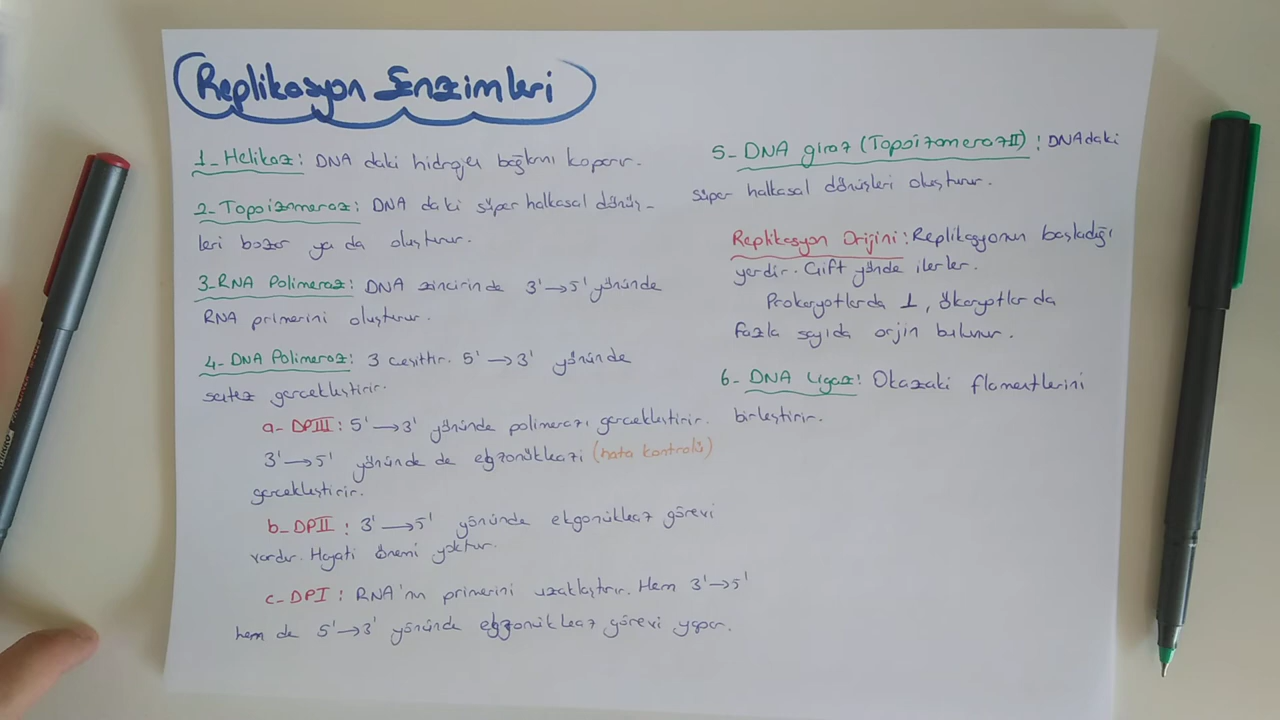 Replikasyon Enzimleri
1- Helikaz: DNA daki hidrojen bağlarını koparır.
2- Topoizomeraz: DNA daki süper halkasal dönüş-
leri bozar ya da oluşturur.
3- RNA Polimeraz: DNA zincirinde 3'→5' yönünde
RNA primerini oluşturur.
4- DNA Polimeraz: 3 çeşittir. 5'→3' yönünde
sentez gerçekleştirir.
a- DPIII: 5'→3' yönünde polimerazı gerçekleştirir.
3'→5' yönünde de ekzonükleazi (hata kontrolü)
gerçekleştirir.
b- DPII: 3'→5' yönünde ekzonükleaz görevi
vardır. Hayati önemi yoktur.
c- DPI: RNA'nın primerini uzaklaştırır. Hem 3'→5'
hem de 5'→3' yönünde ekzonükleaz görevi yapar.
5- DNA giraz (Topoizomeraz II): DNAdaki
süper halkasal dönüşleri oluşturur.
Replikasyon Orijini: Replikasyonun başladığı
yerdir. Çift yönde ilerler.
Prokaryotlarda 1, ökaryotlar da
fazla sayıda orjin bulunur.
6- DNA Ligaz: Okazaki flamentlerini
birleştirir.